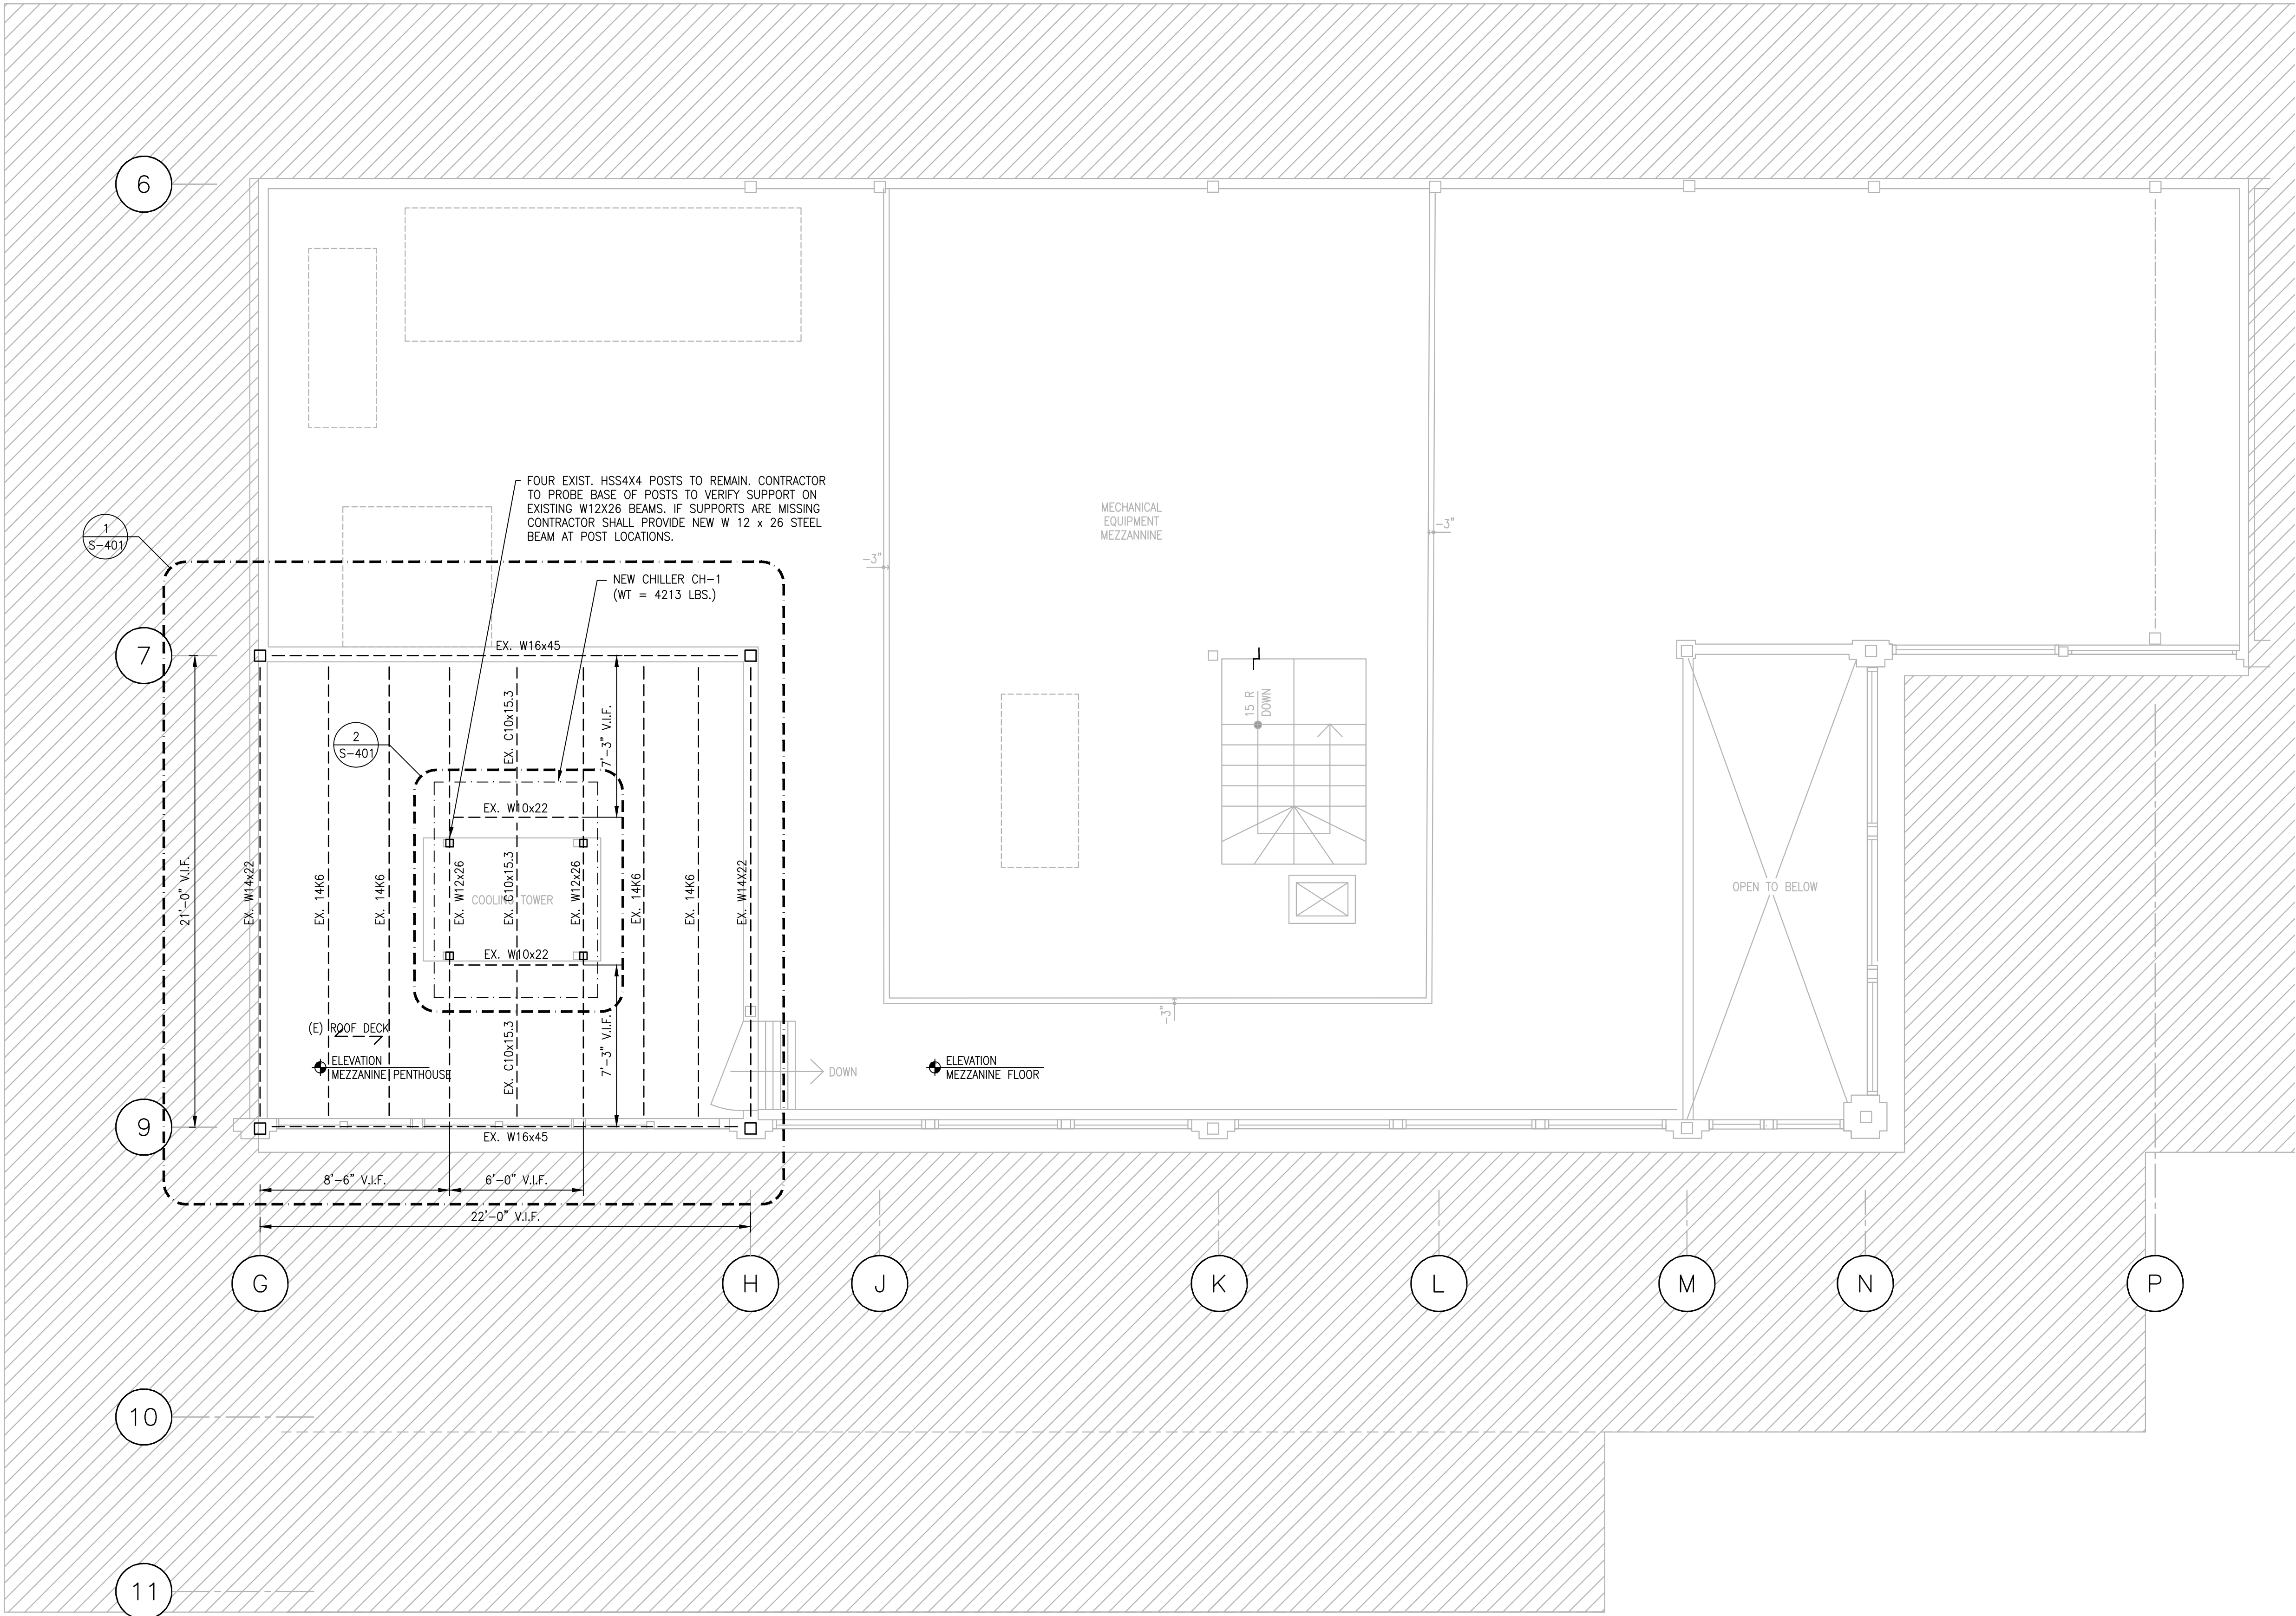 6
FOUR EXIST. HSS4X4 POSTS TO REMAIN. CONTRACTOR
TO PROBE BASE OF POSTS TO VERIFY SUPPORT ON
EXISTING W12X26 BEAMS. IF SUPPORTS ARE MISSING
CONTRACTOR SHALL PROVIDE NEW W 12 x 26 STEEL
BEAM AT POST LOCATIONS.
MECHANICAL
EQUIPMENT
MEZZANNINE
1
S-401
-3"
-3"
NEW CHILLER CH-1
(WT = 4213 LBS.)
7
EX. W16x45
15 R
DOWN
EX. C10x15.3
7'-3" V.I.F.
2
S-401
EX. W10x22
21'-0" V.I.F.
EX. W14x22
EX. 14K6
EX. 14K6
EX. W12x26
EX. C10x15.3
EX. W12x26
EX. 14K6
EX. 14K6
EX. W14X22
COOLING TOWER
OPEN TO BELOW
EX. W10x22
-3"
(E) ROOF DECK
EX. C10x15.3
7'-3" V.I.F.
ELEVATION
MEZZANINE PENTHOUSE
DOWN
ELEVATION
MEZZANINE FLOOR
9
EX. W16x45
8'-6" V.I.F.
6'-0" V.I.F.
22'-0" V.I.F.
G
H
J
K
L
M
N
P
10
11